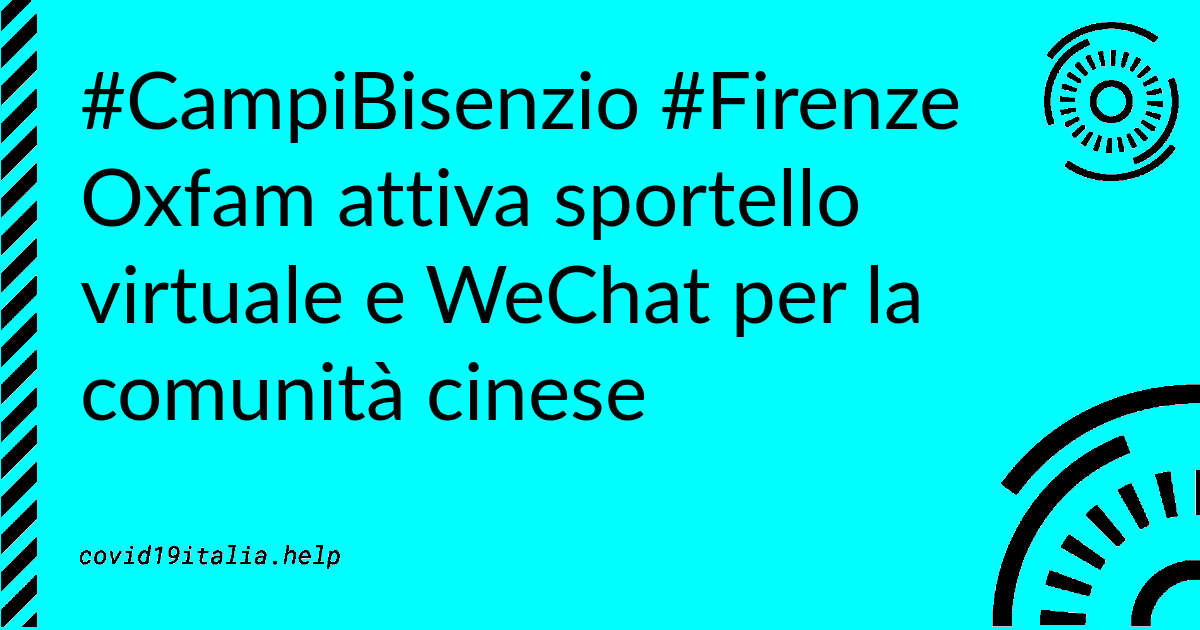 #CampiBisenzio #Firenze
Oxfam attiva sportello
virtuale e WeChat per la
comunità cinese
covid19italia.help